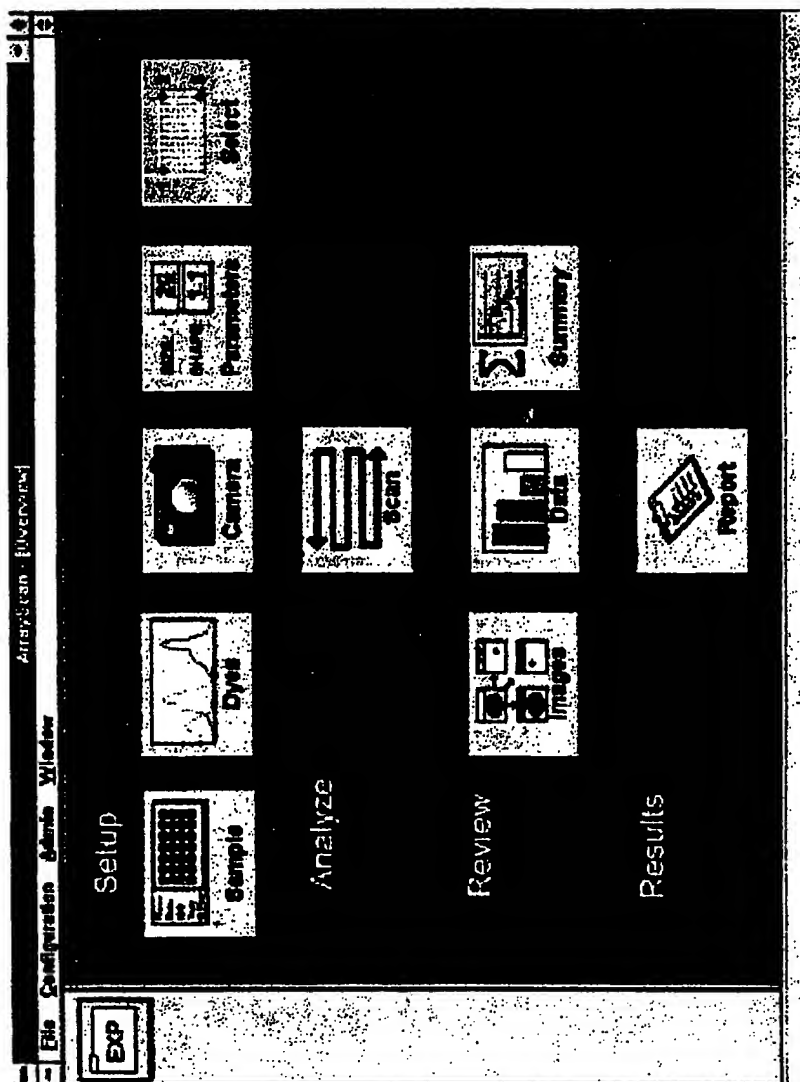 ArrayScan - [Overview]
File Configuration Admin Window
EXP
Setup
Sample Dyes Camera Parameters Select
Analyze
Scan
Review
Images Data Summary
Results
Report